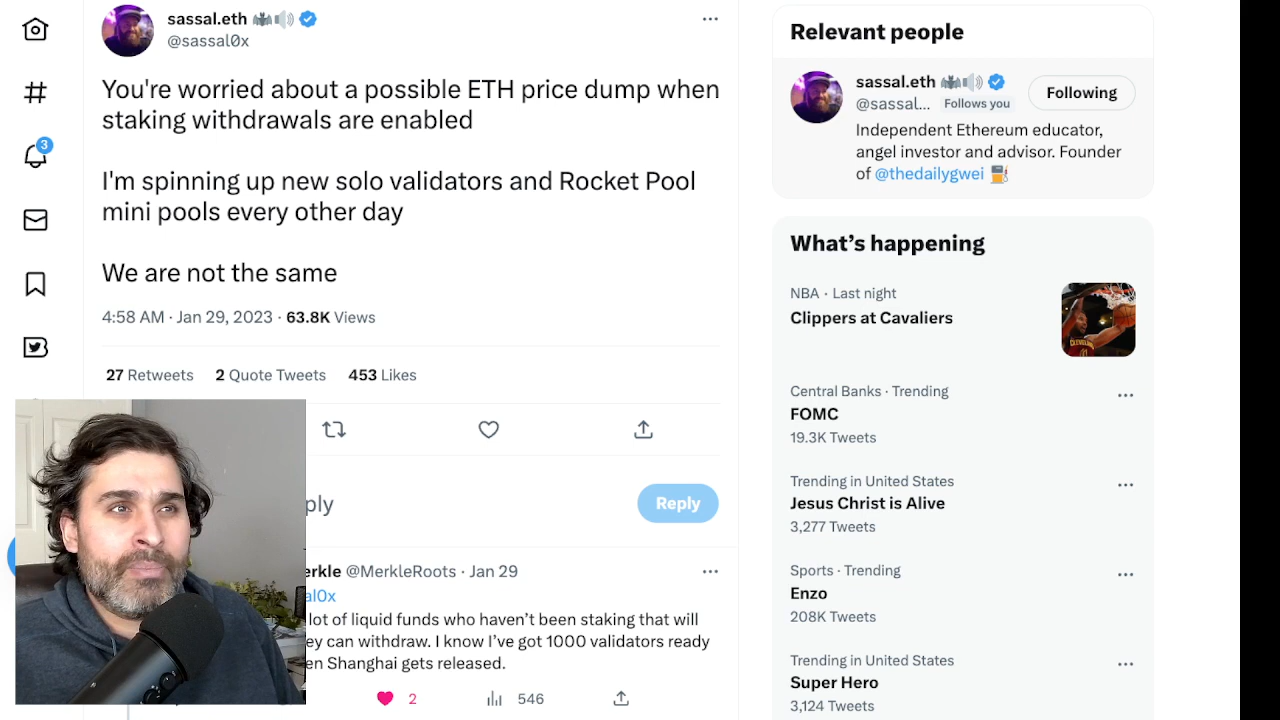 sassal.eth 🦇🔊
@sassal0x
You're worried about a possible ETH price dump when
staking withdrawals are enabled
I'm spinning up new solo validators and Rocket Pool
mini pools every other day
We are not the same
4:58 AM · Jan 29, 2023 · 63.8K Views
27 Retweets 2 Quote Tweets 453 Likes
ply
Reply
erkle @MerkleRoots · Jan 29
al0x
lot of liquid funds who haven't been staking that will
ey can withdraw. I know I've got 1000 validators ready
en Shanghai gets released.
2 546
3
Relevant people
sassal.eth 🦇🔊
@sassal... Follows you
Following
Independent Ethereum educator,
angel investor and advisor. Founder
of @thedailygwei ⛽
What's happening
NBA · Last night
Clippers at Cavaliers
Central Banks · Trending
FOMC
19.3K Tweets
Trending in United States
Jesus Christ is Alive
3,277 Tweets
Sports · Trending
Enzo
208K Tweets
Trending in United States
Super Hero
3,124 Tweets